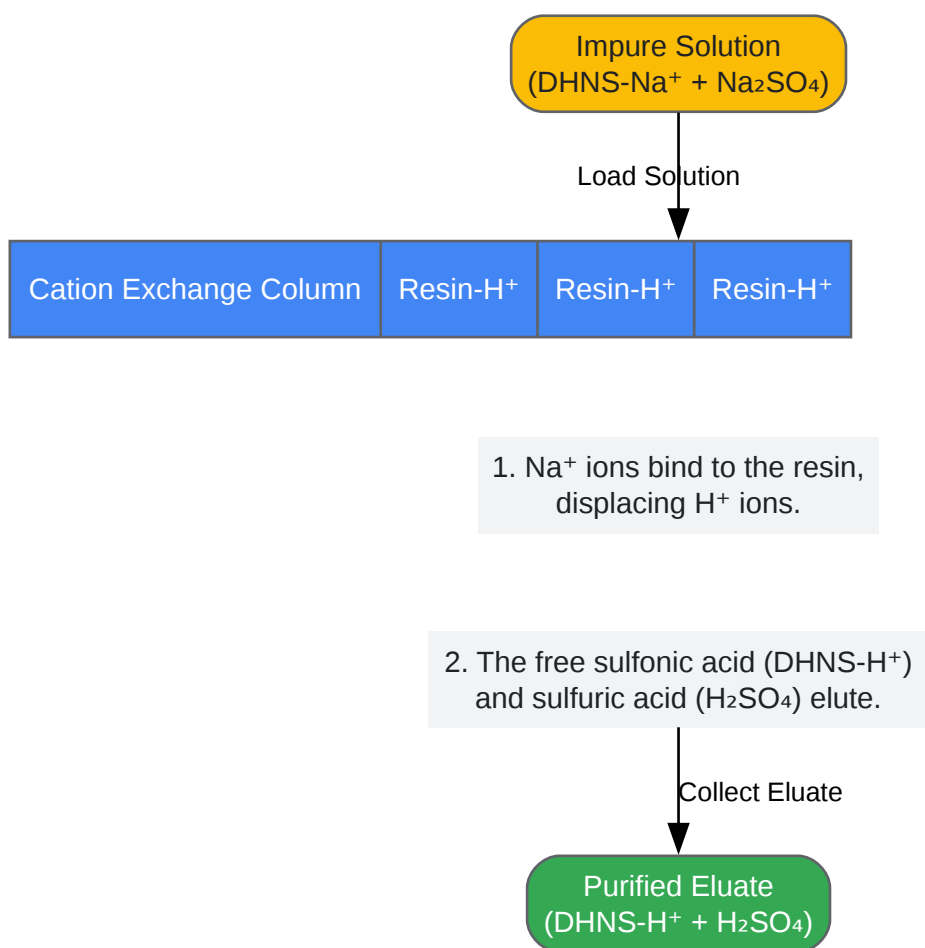 Impure Solution
(DHNS-Na⁺ + Na₂SO₄)
Load Solution
Cation Exchange Column Resin-H⁺ Resin-H⁺ Resin-H⁺
1. Na⁺ ions bind to the resin,
displacing H⁺ ions.
2. The free sulfonic acid (DHNS-H⁺)
and sulfuric acid (H₂SO₄) elute.
Collect Eluate
Purified Eluate
(DHNS-H⁺ + H₂SO₄)